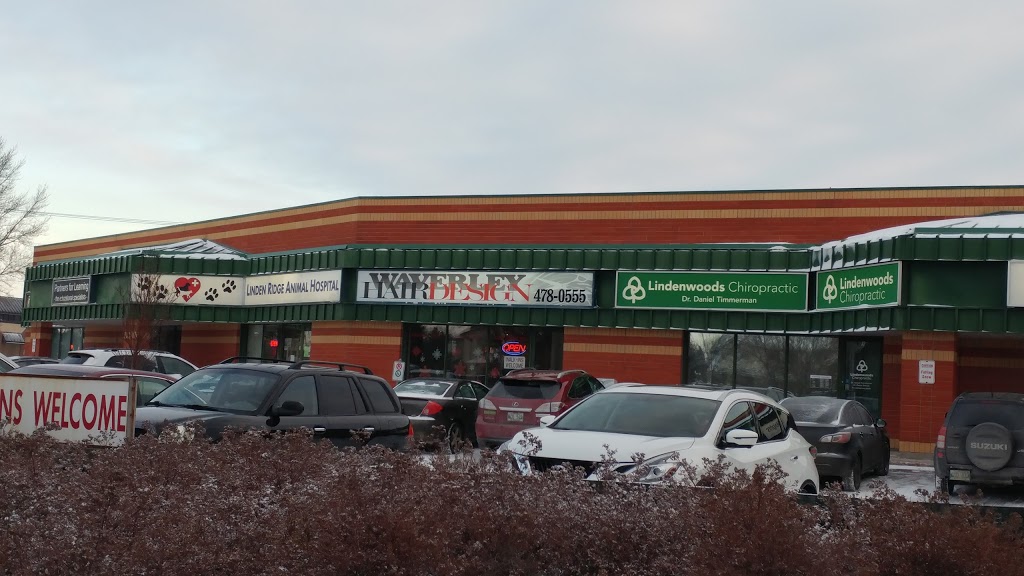 Partners for Learning
LINDEN RIDGE ANIMAL HOSPITAL
WAVERLEY
HAIR DESIGN
478-0555
Lindenwoods Chiropractic
Dr. Daniel Timmerman
Lindenwoods
Chiropractic
OPEN
NS WELCOME
SUZUKI